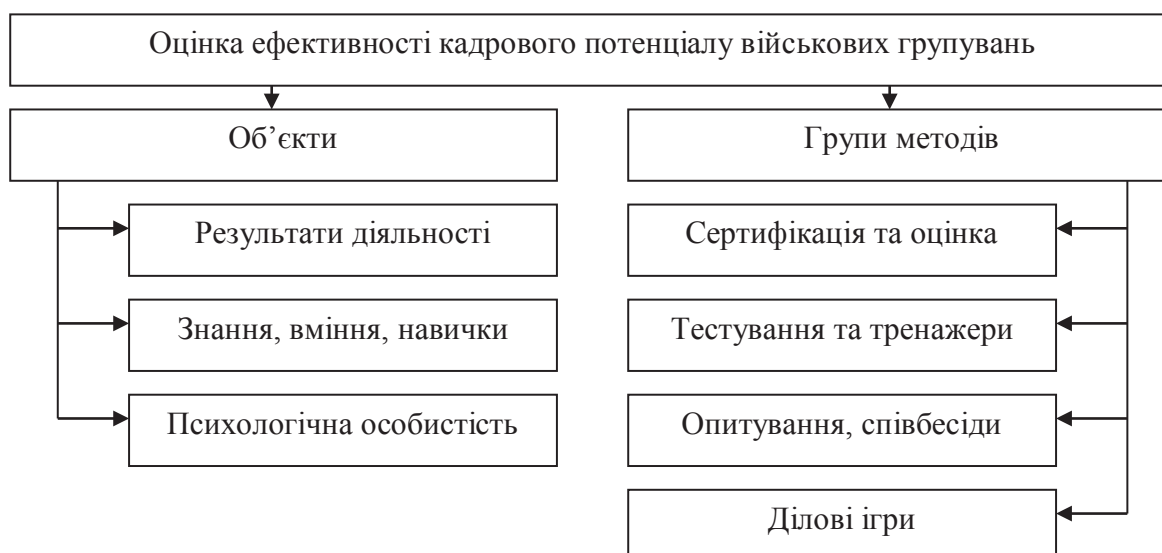 Оцінка ефективності кадрового потенціалу військових групувань
Об’єкти
Групи методів
Результати діяльності
Сертифікація та оцінка
Знання, вміння, навички
Тестування та тренажери
Психологічна особистість
Опитування, співбесіди
Ділові ігри